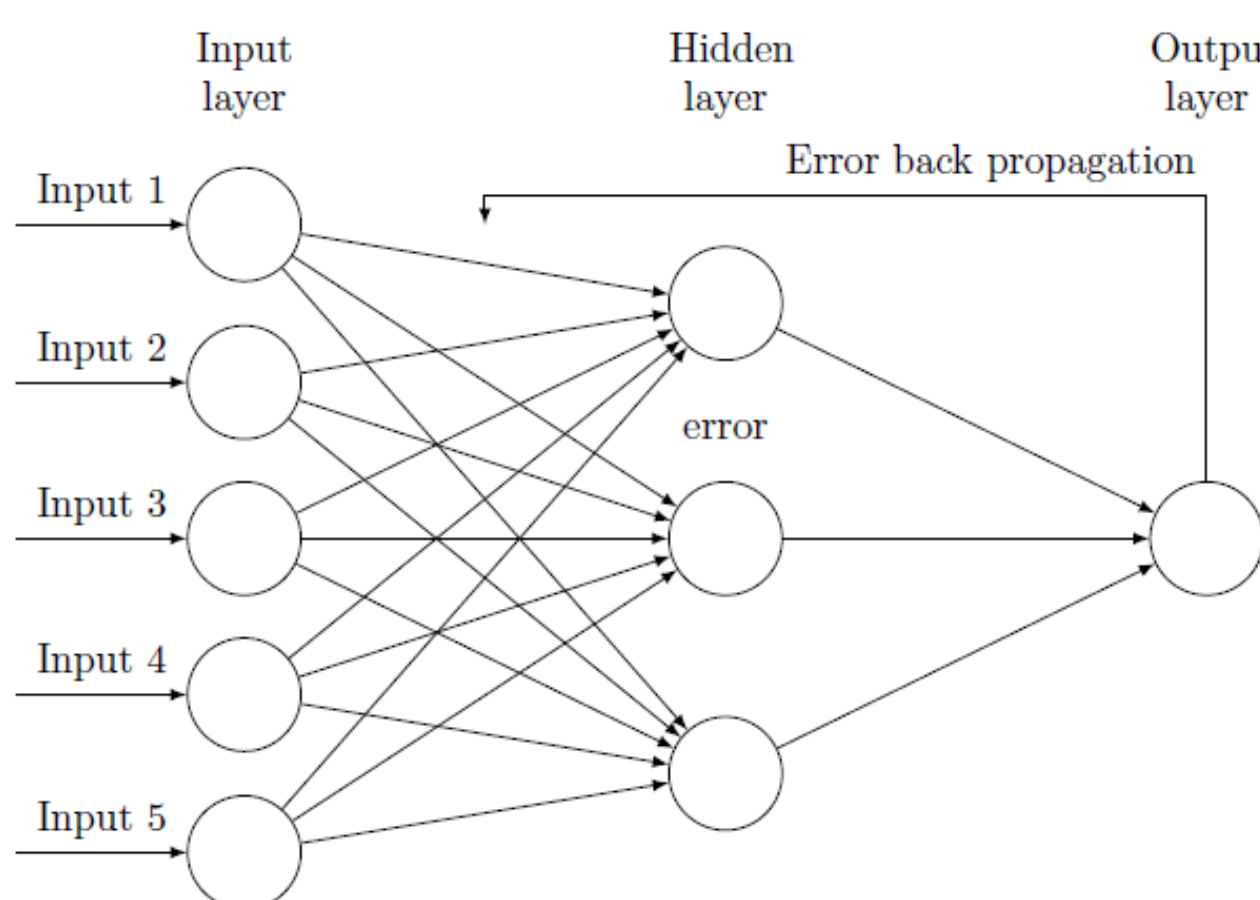 Input
layer
Hidden
layer
Outpu
layer
Error back propagation
Input 1
Input 2
error
Input 3
Input 4
Input 5